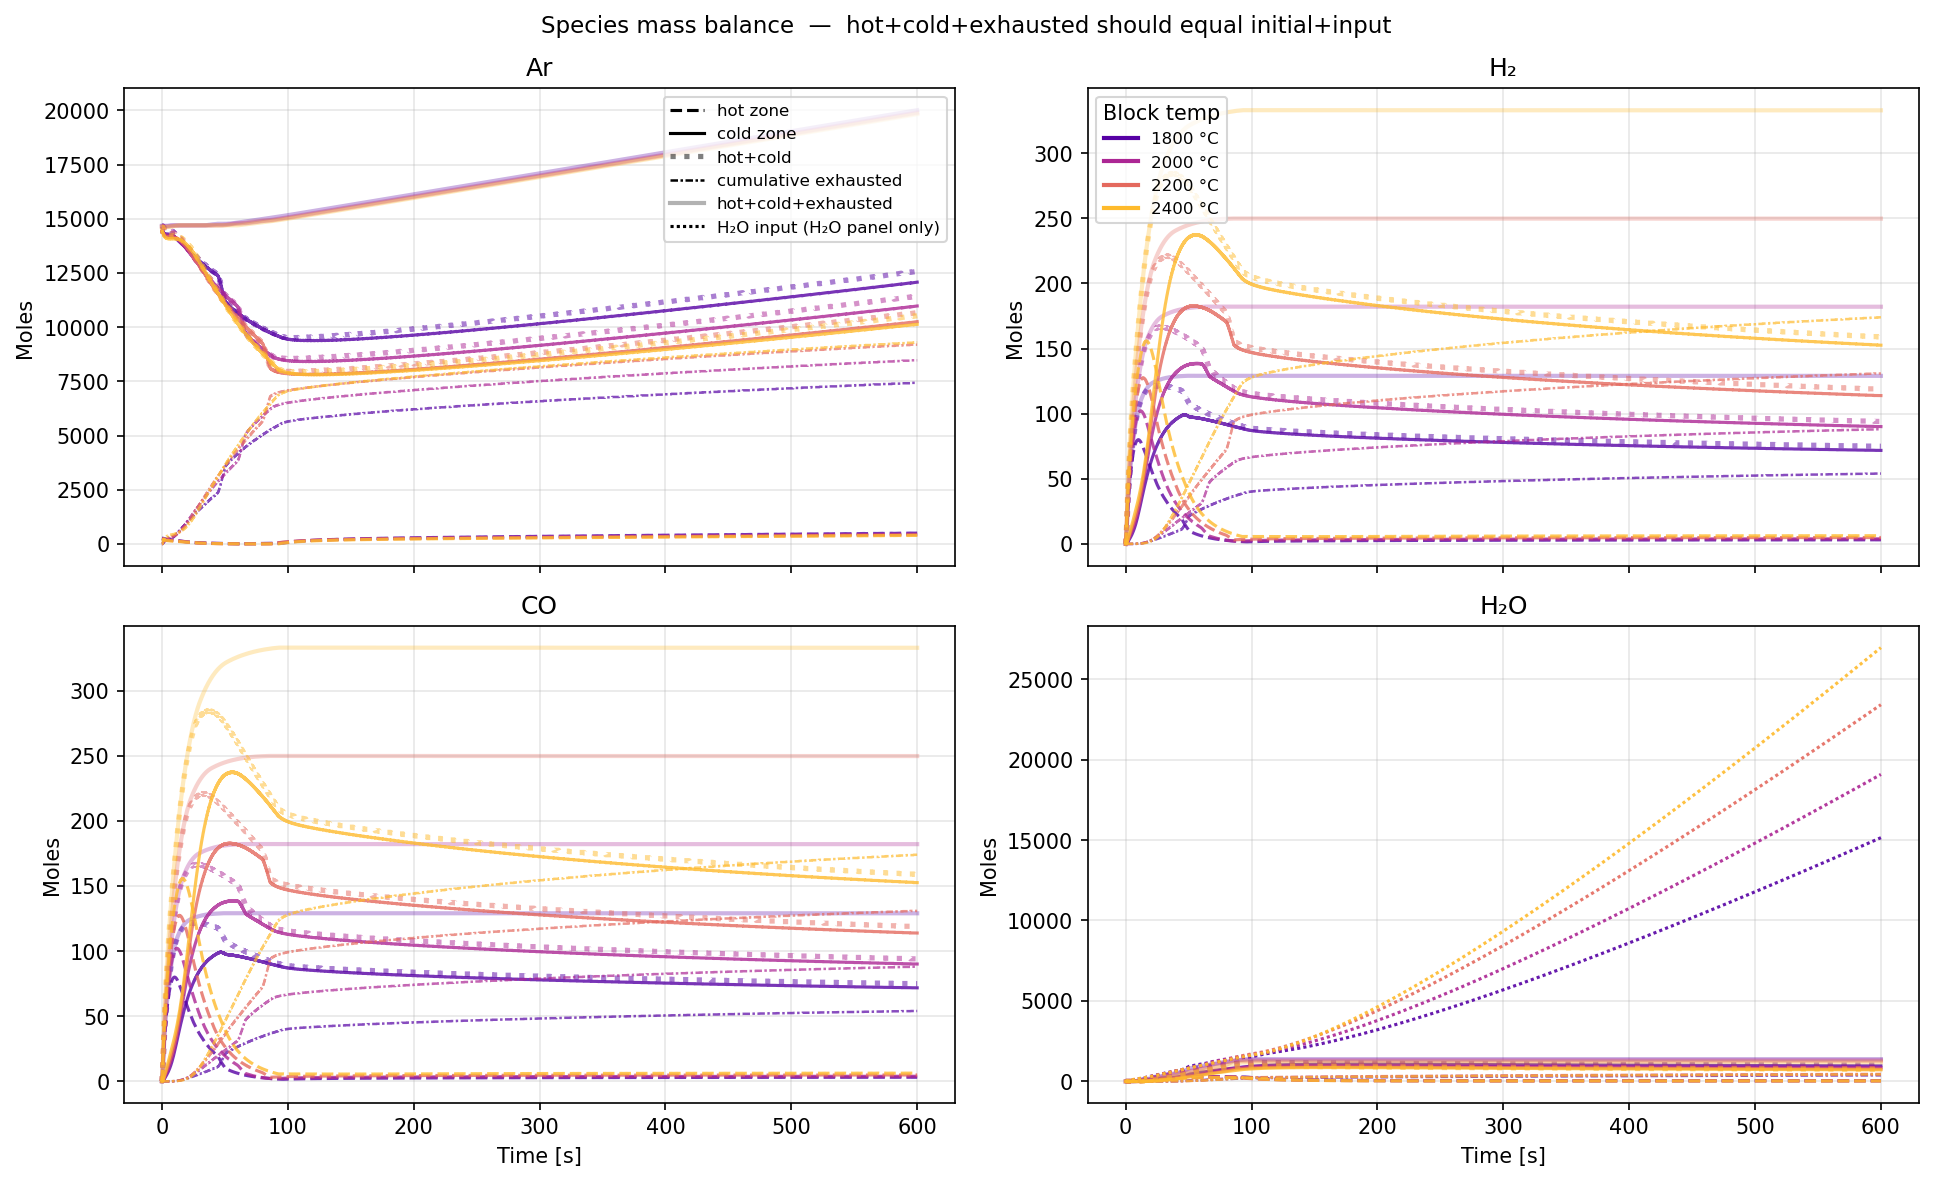 Species mass balance — hot+cold+exhausted should equal initial+input
Ar
Moles
20000
17500
15000
12500
10000
7500
5000
2500
0
hot zone
cold zone
hot+cold
cumulative exhausted
hot+cold+exhausted
H₂O input (H₂O panel only)
H₂
Moles
300
250
200
150
100
50
0
Block temp
1800 °C
2000 °C
2200 °C
2400 °C
CO
Moles
300
250
200
150
100
50
0
0 100 200 300 400 500 600
Time [s]
H₂O
Moles
25000
20000
15000
10000
5000
0
0 100 200 300 400 500 600
Time [s]